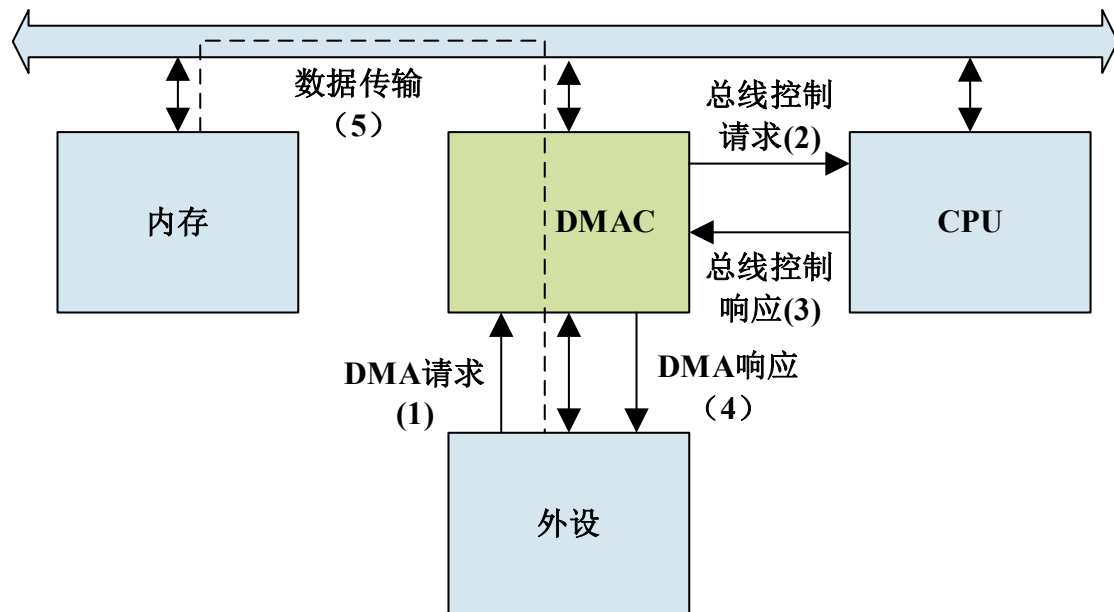 数据传输
（5）
总线控制
请求(2)
内存
DMAC
CPU
总线控制
响应(3)
DMA请求
(1)
DMA响应
（4）
外设